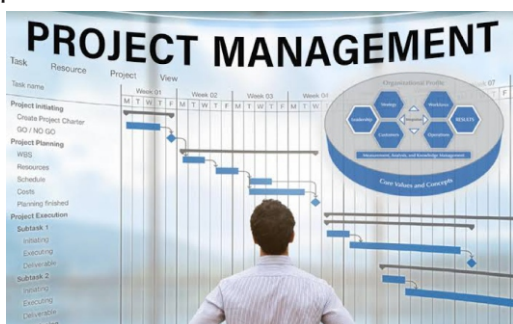 PROJECT MANAGEMENT
Task Resource Project View
Task name
Week 01 Week 02 Week 03 Week 04 07
M T W T F M T W T F M T W T F M T W
Project Initiating
Create Project Charter
GO / NO GO
Project Planning
WBS
Resources
Schedule
Costs
Planning finished
Project Execution
Subtask 1
Initiating
Executing
Deliverable
Subtask 2
Initiating
Executing
Deliverable
Organizational Profile
Strategy Workforce
Leadership Integration RESULTS
Customers Operations
Measurement, Analysis, and Knowledge Management
Core Values and Concepts